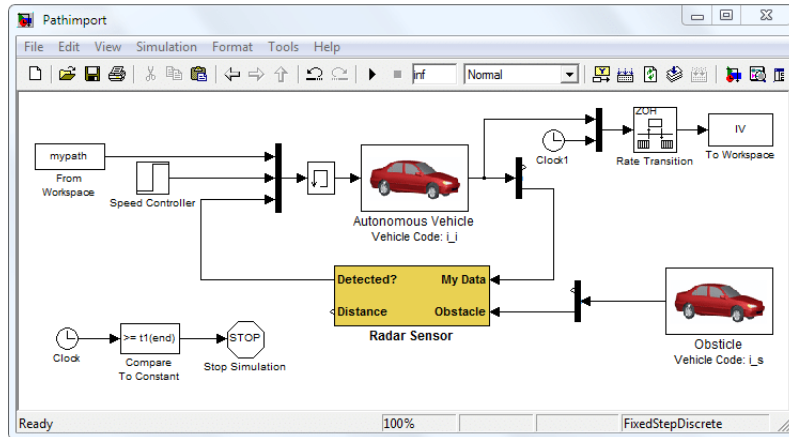 Pathimport
File Edit View Simulation Format Tools Help
inf Normal
mypath
From
Workspace
Speed Controller
Autonomous Vehicle
Vehicle Code: i_i
Clock1
ZOH
Rate Transition
IV
To Workspace
Detected? My Data
Distance Obstacle
Radar Sensor
Obsticle
Vehicle Code: i_s
Clock
>= t1(end)
Compare
To Constant
STOP
Stop Simulation
Ready 100% FixedStepDiscrete